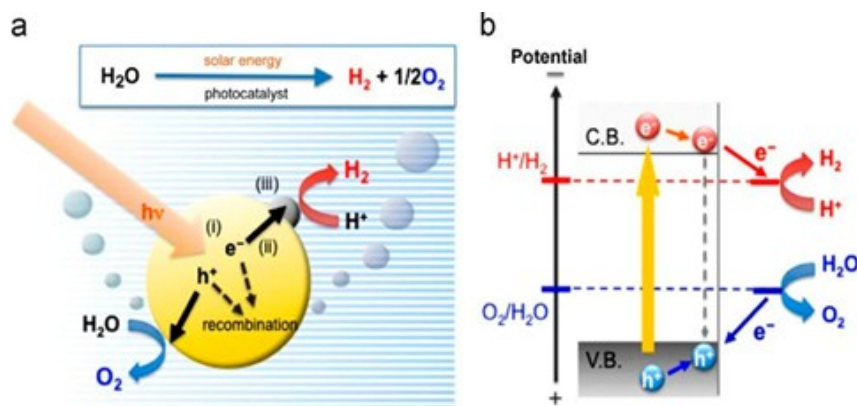 a
solar energy
H₂O → H₂ + 1/2O₂
photocatalyst
hν
(i)
(ii)
(iii)
e⁻
h⁺
recombination
H₂
H⁺
H₂O
O₂
b
Potential
−
C.B.
e⁻ e⁻
e⁻
H⁺/H₂
H₂
H⁺
O₂/H₂O
H₂O
O₂
e⁻
V.B.
h⁺ h⁺
+